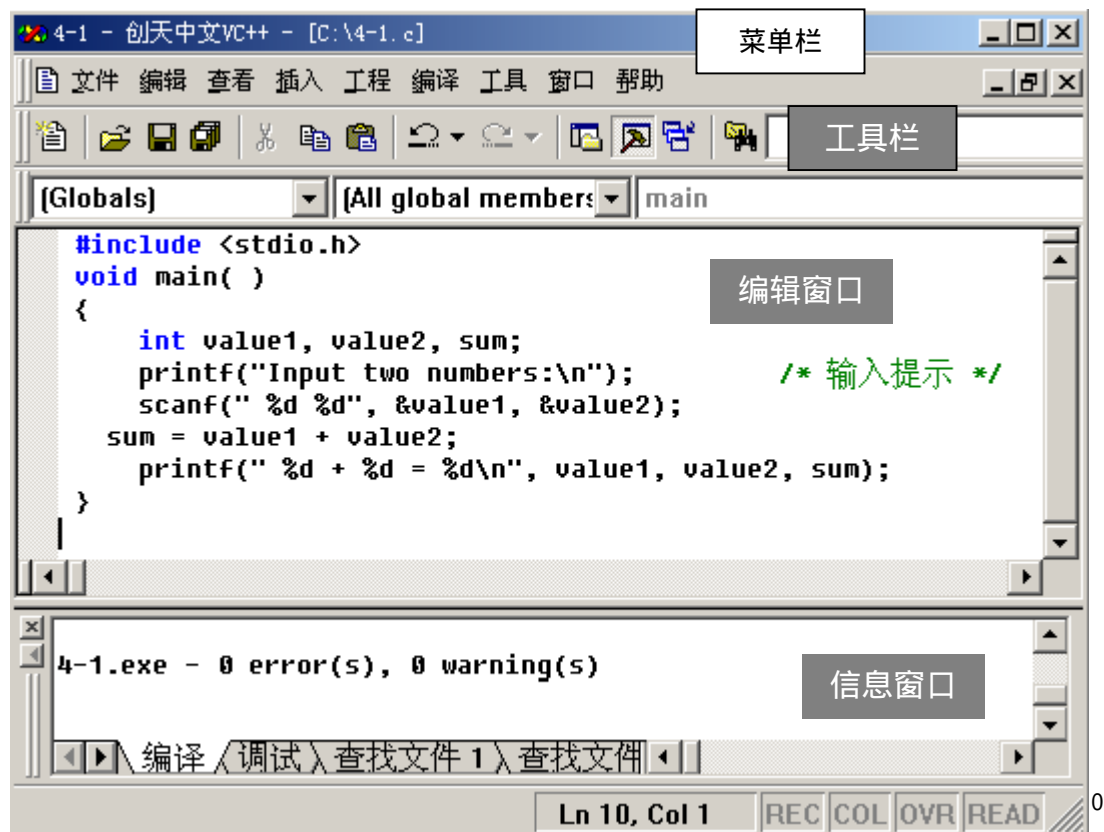 4-1 - 创天中文VC++ - [C:\4-1.c]
菜单栏
文件 编辑 查看 插入 工程 编译 工具 窗口 帮助
工具栏
(Globals) (All global members main
#include <stdio.h>
void main( )
编辑窗口
{
int value1, value2, sum;
printf("Input two numbers:\n"); /* 输入提示 */
scanf(" %d %d", &value1, &value2);
sum = value1 + value2;
printf(" %d + %d = %d\n", value1, value2, sum);
}
4-1.exe - 0 error(s), 0 warning(s)
信息窗口
编译 调试 查找文件 1 查找文件
Ln 10, Col 1 REC COL OVR READ
0